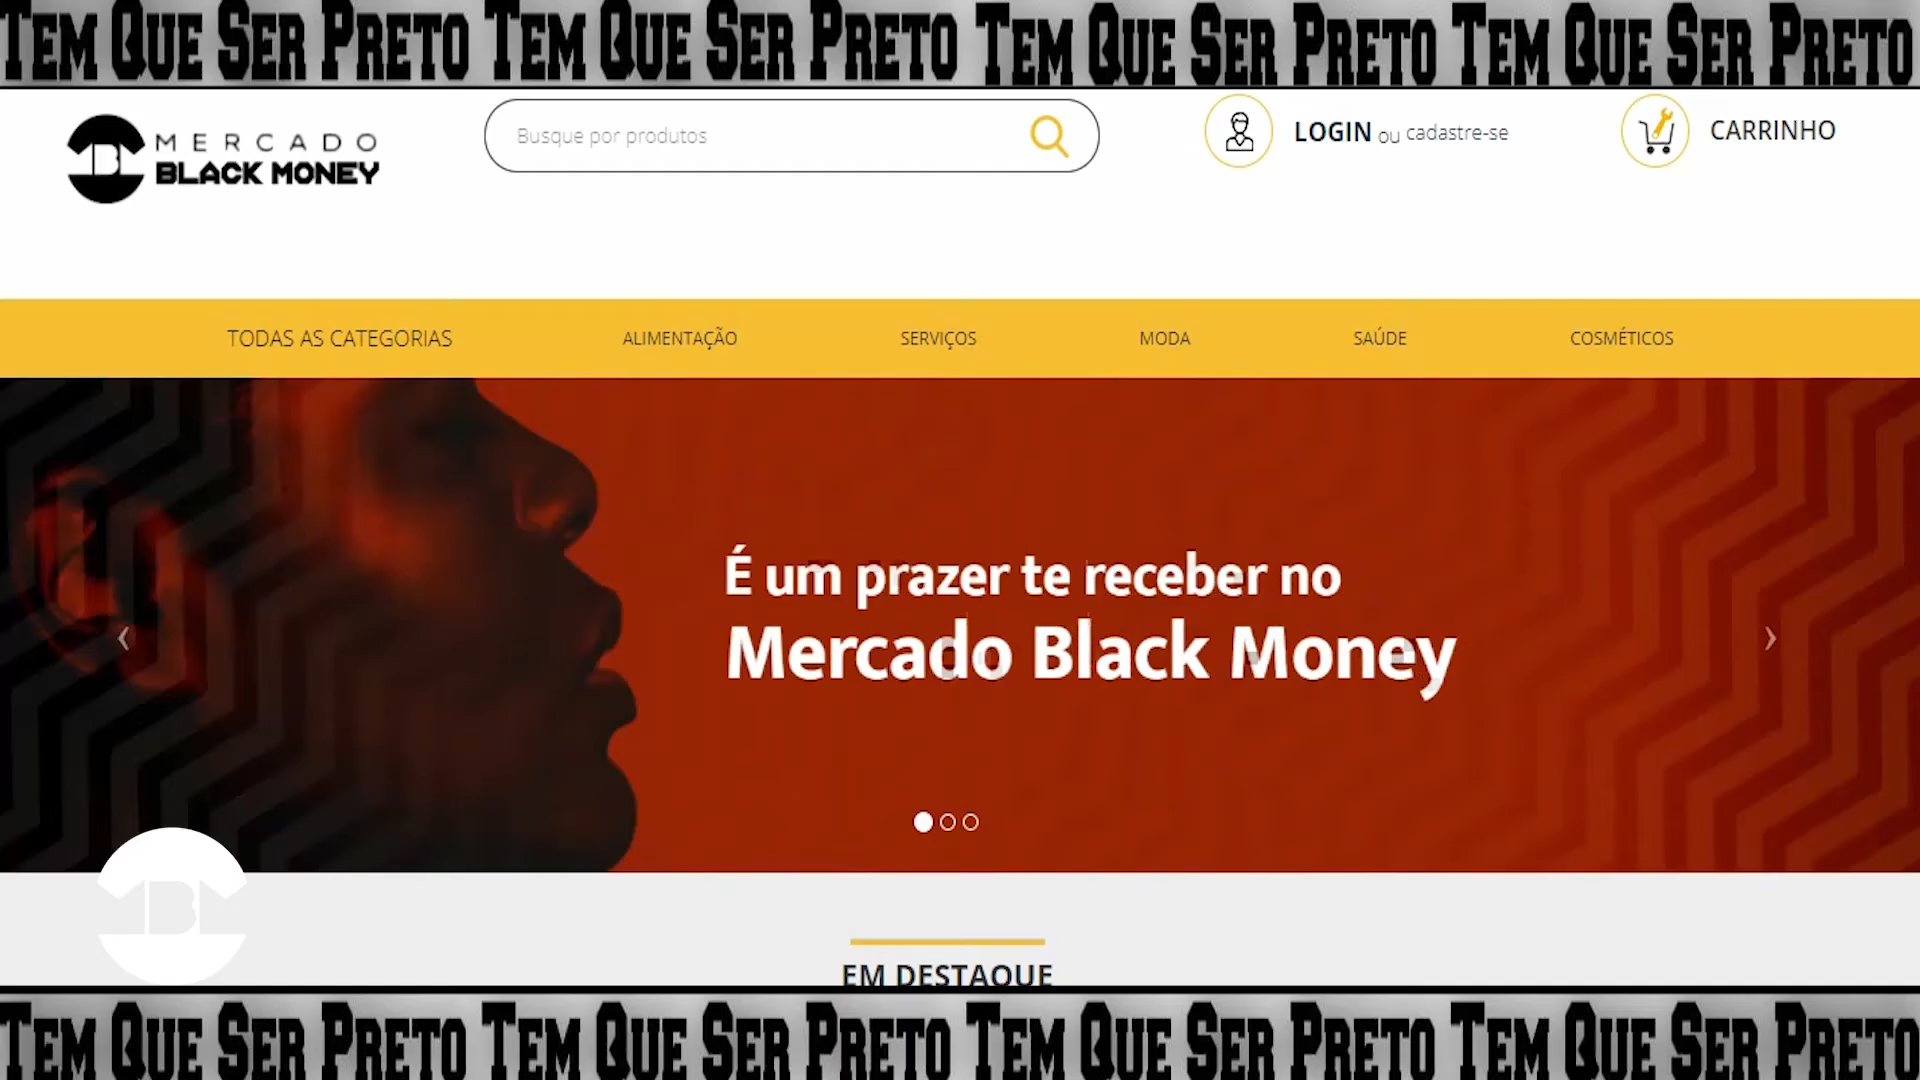 TEM QUE SER PRETO TEM QUE SER PRETO TEM QUE SER PRETO TEM QUE SER PRETO
MERCADO
BLACK MONEY
Busque por produtos
LOGIN ou cadastre-se
CARRINHO
TODAS AS CATEGORIAS
ALIMENTAÇÃO
SERVIÇOS
MODA
SAÚDE
COSMÉTICOS
É um prazer te receber no
Mercado Black Money
EM DESTAQUE
TEM QUE SER PRETO TEM QUE SER PRETO TEM QUE SER PRETO TEM QUE SER PRETO